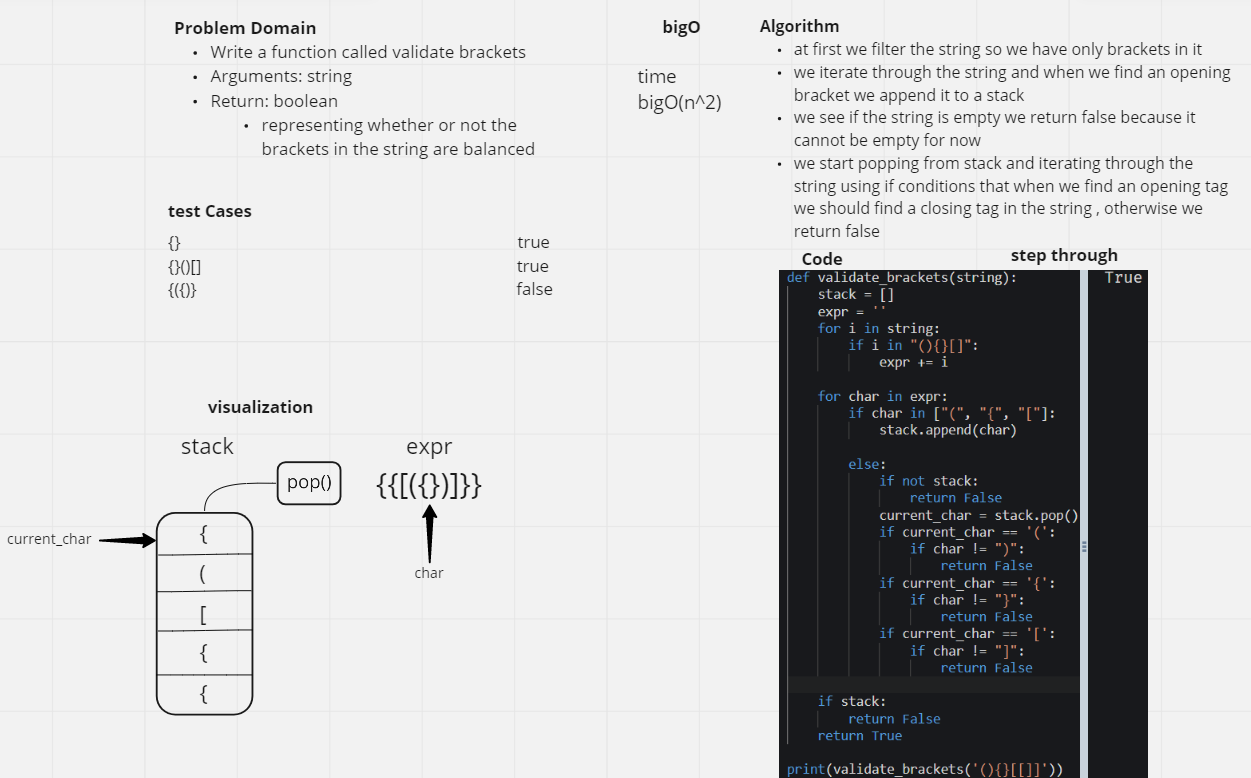 Problem Domain
• Write a function called validate brackets
• Arguments: string
• Return: boolean
• representing whether or not the
brackets in the string are balanced
test Cases
{} true
{}()[] true
{({)} false
visualization
stack
pop()
expr
{{[({})]}}
current_char
{
(
[
{
{
char
bigO
time
bigO(n^2)
Algorithm
• at first we filter the string so we have only brackets in it
• we iterate through the string and when we find an opening
bracket we append it to a stack
• we see if the string is empty we return false because it
cannot be empty for now
• we start popping from stack and iterating through the
string using if conditions that when we find an opening tag
we should find a closing tag in the string , otherwise we
return false
Code
step through
def validate_brackets(string):
stack = []
expr = ''
for i in string:
if i in "(){}[]":
expr += i
for char in expr:
if char in ["(", "{", "["]:
stack.append(char)
else:
if not stack:
return False
current_char = stack.pop()
if current_char == '(':
if char != ")":
return False
if current_char == '{':
if char != "}":
return False
if current_char == '[':
if char != "]":
return False
if stack:
return False
return True
print(validate_brackets('(){}[[]]'))
True